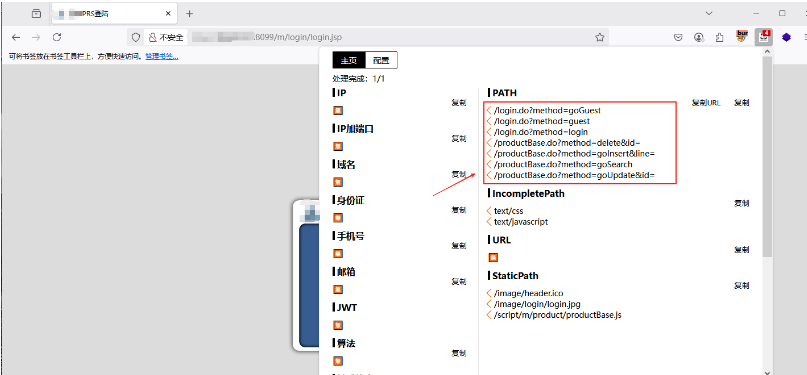 PRS登陆
不安全
:8099/m/login/login.jsp
可将书签放在书签工具栏上，方便快速访问。管理书签...
主页 配置
处理完成：1/1
IP
复制
IP加端口
复制
域名
复制
身份证
复制
手机号
复制
邮箱
复制
JWT
算法
复制
PATH
复制URL 复制
/login.do?method=goGuest
/login.do?method=guest
/login.do?method=login
/productBase.do?method=delete&id=
/productBase.do?method=goInsert&line=
/productBase.do?method=goSearch
/productBase.do?method=goUpdate&id=
IncompletePath
复制
text/css
text/javascript
URL
复制
StaticPath
复制
/image/header.ico
/image/login/login.jpg
/script/m/product/productBase.js